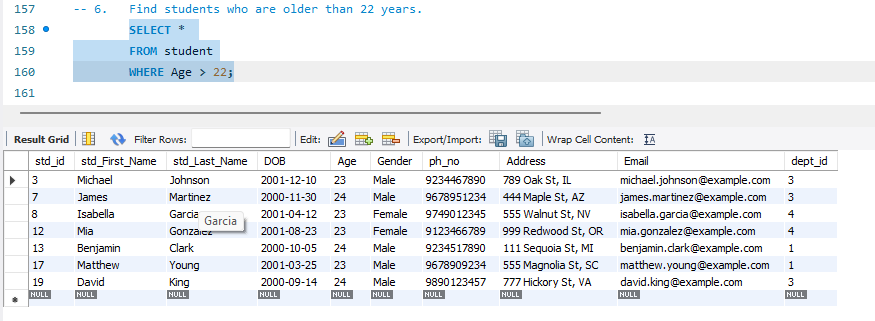 157 -- 6. Find students who are older than 22 years.
158 SELECT *
159 FROM student
160 WHERE Age > 22;
161
Result Grid Filter Rows: Edit: Export/Import: Wrap Cell Content: IA
std_id std_First_Name std_Last_Name DOB Age Gender ph_no Address Email dept_id
3 Michael Johnson 2001-12-10 23 Male 9234467890 789 Oak St, IL michael.johnson@example.com 3
7 James Martinez 2000-11-30 24 Male 9678951234 444 Maple St, AZ james.martinez@example.com 3
8 Isabella Garcia 2001-04-12 23 Female 9749012345 555 Walnut St, NV isabella.garcia@example.com 4
Garcia
12 Mia Gonzalez 2001-08-23 23 Female 9123466789 999 Redwood St, OR mia.gonzalez@example.com 4
13 Benjamin Clark 2000-10-05 24 Male 9234517890 111 Sequoia St, MI benjamin.clark@example.com 1
17 Matthew Young 2001-03-25 23 Male 9678909234 555 Magnolia St, SC matthew.young@example.com 1
19 David King 2000-09-14 24 Male 9890123457 777 Hickory St, VA david.king@example.com 3
NULL NULL NULL NULL NULL NULL NULL NULL NULL NULL